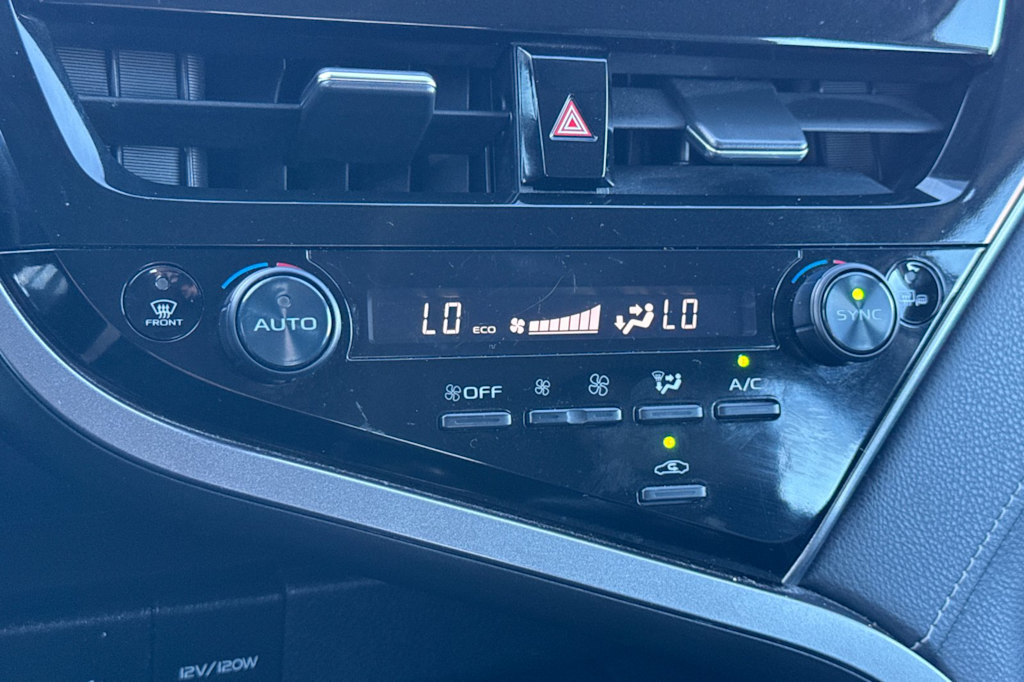 FRONT
AUTO
LO ECO LO
SYNC
OFF
A/C
12V/120W